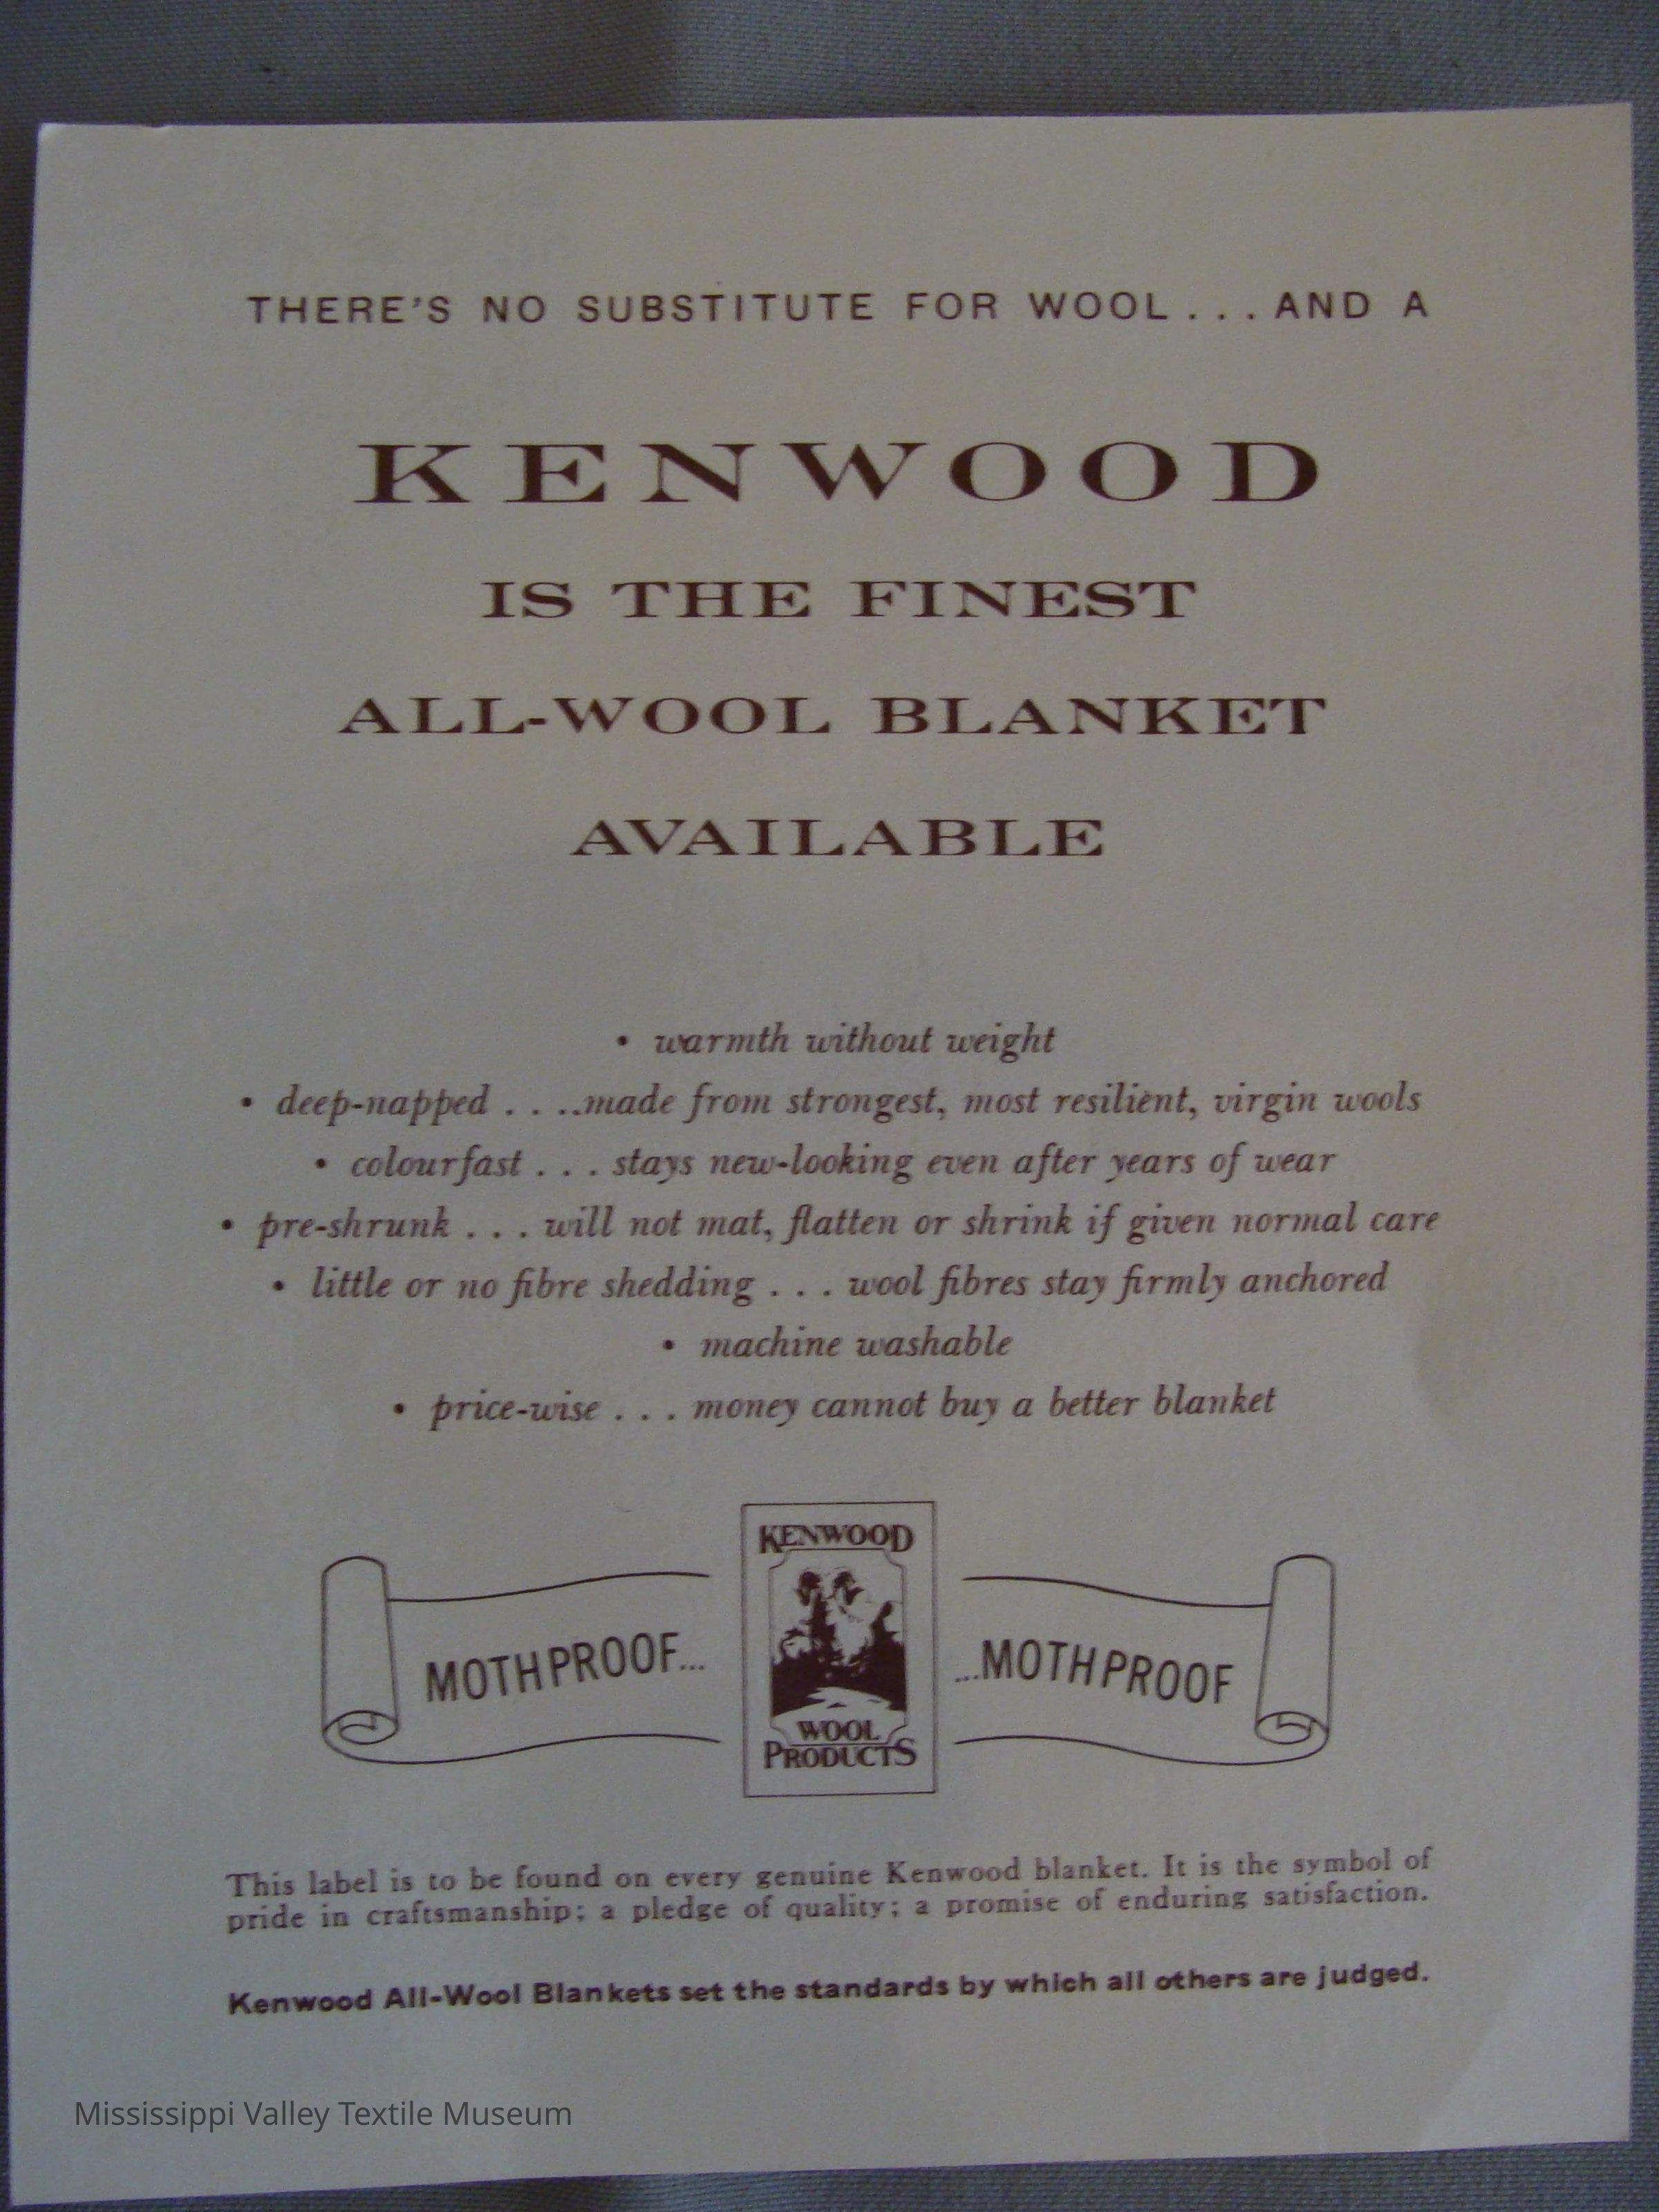 THERE'S NO SUBSTITUTE FOR WOOL... AND A
KENWOOD
IS THE FINEST
ALL-WOOL BLANKET
AVAILABLE
• warmth without weight
• deep-napped . . ...made from strongest, most resilient, virgin wools
• colourfast . . . stays new-looking even after years of wear
• pre-shrunk . . . will not mat, flatten or shrink if given normal care
• little or no fibre shedding . . . wool fibres stay firmly anchored
• machine washable
• price-wise . . . money cannot buy a better blanket
KENWOOD
MOTHPROOF...
...MOTHPROOF
WOOL
PRODUCTS
This label is to be found on every genuine Kenwood blanket. It is the symbol of
pride in craftsmanship; a pledge of quality; a promise of enduring satisfaction.
Kenwood All-Wool Blankets set the standards by which all others are judged.
Mississippi Valley Textile Museum